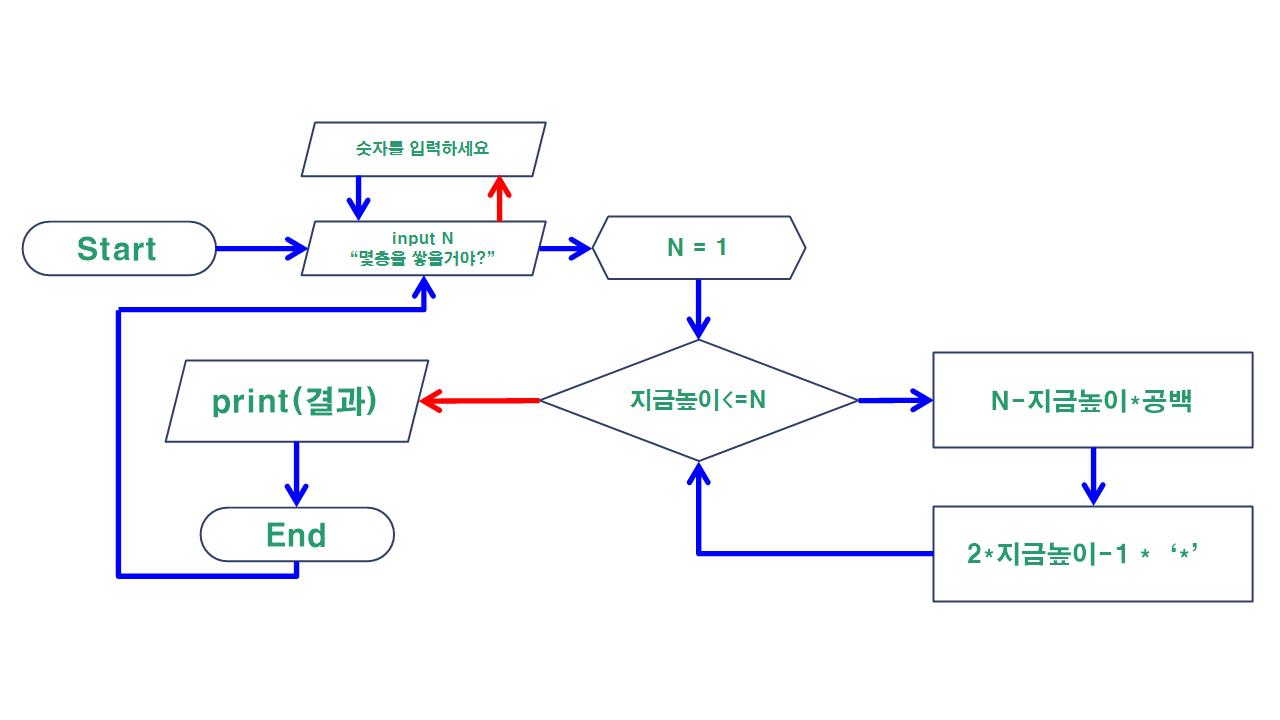 숫자를 입력하세요
Start
input N
“몇층을 쌓을거야?”
N = 1
지금높이<=N
print(결과)
N-지금높이*공백
End
2*지금높이-1 * ‘*’